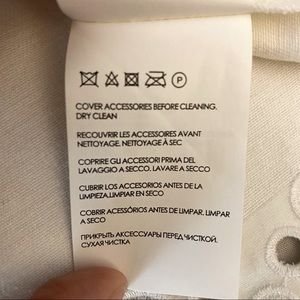 P
COVER ACCESSORIES BEFORE CLEANING.
DRY CLEAN
RECOUVRIR LES ACCESSOIRES AVANT
NETTOYAGE. NETTOYAGE À SEC
COPRIRE GLI ACCESSORI PRIMA DEL
LAVAGGIO A SECCO. LAVARE A SECCO
CUBRIR LOS ACCESORIOS ANTES DE LA
LIMPIEZA.LIMPIAR EN SECO
COBRIR ACESSÓRIOS ANTES DE LIMPAR. LIMPAR
A SECO
ПРИКРЫТЬ АКСЕССУАРЫ ПЕРЕД ЧИСТКОЙ.
СУХАЯ ЧИСТКА